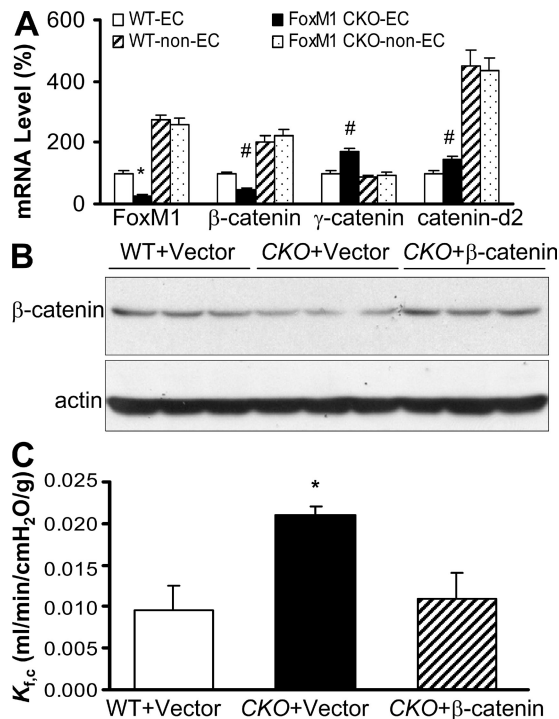 A
WT-EC
FoxM1 CKO-EC
WT-non-EC
FoxM1 CKO-non-EC
mRNA Level (%)
600
400
200
0
*
#
#
#
FoxM1
β-catenin
γ-catenin
catenin-d2
B
WT+Vector
CKO+Vector
CKO+β-catenin
β-catenin
actin
C
Kf,c (ml/min/cmH2O/g)
0.025
0.020
0.015
0.010
0.005
0.000
*
WT+Vector
CKO+Vector
CKO+β-catenin